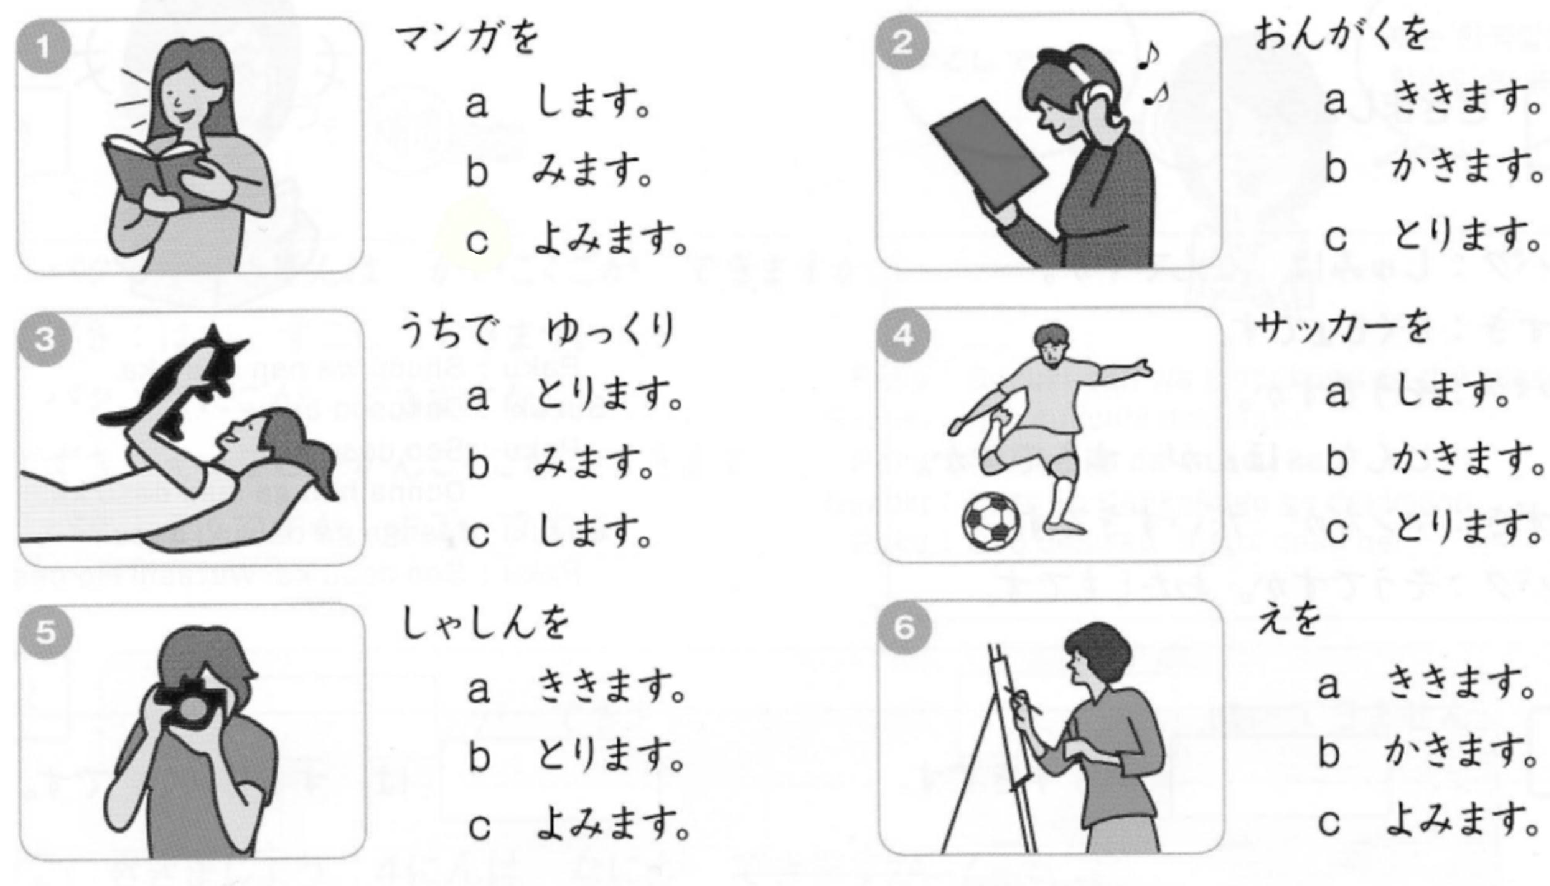 1 マンガを
a します。
b みます。
c よみます。
2 おんがくを
a ききます。
b かきます。
c とります。
3 うちで ゆっくり
a とります。
b みます。
c します。
4 サッカーを
a します。
b かきます。
c とります。
5 しゃしんを
a ききます。
b とります。
c よみます。
6 えを
a ききます。
b かきます。
c よみます。